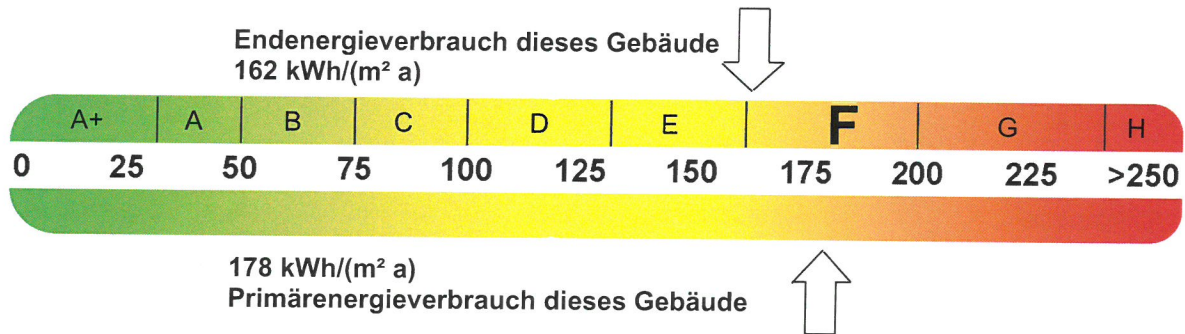 Endenergieverbrauch dieses Gebäude
162 kWh/(m² a)
A+ A B C D E F G H
0 25 50 75 100 125 150 175 200 225 >250
178 kWh/(m² a)
Primärenergieverbrauch dieses Gebäude